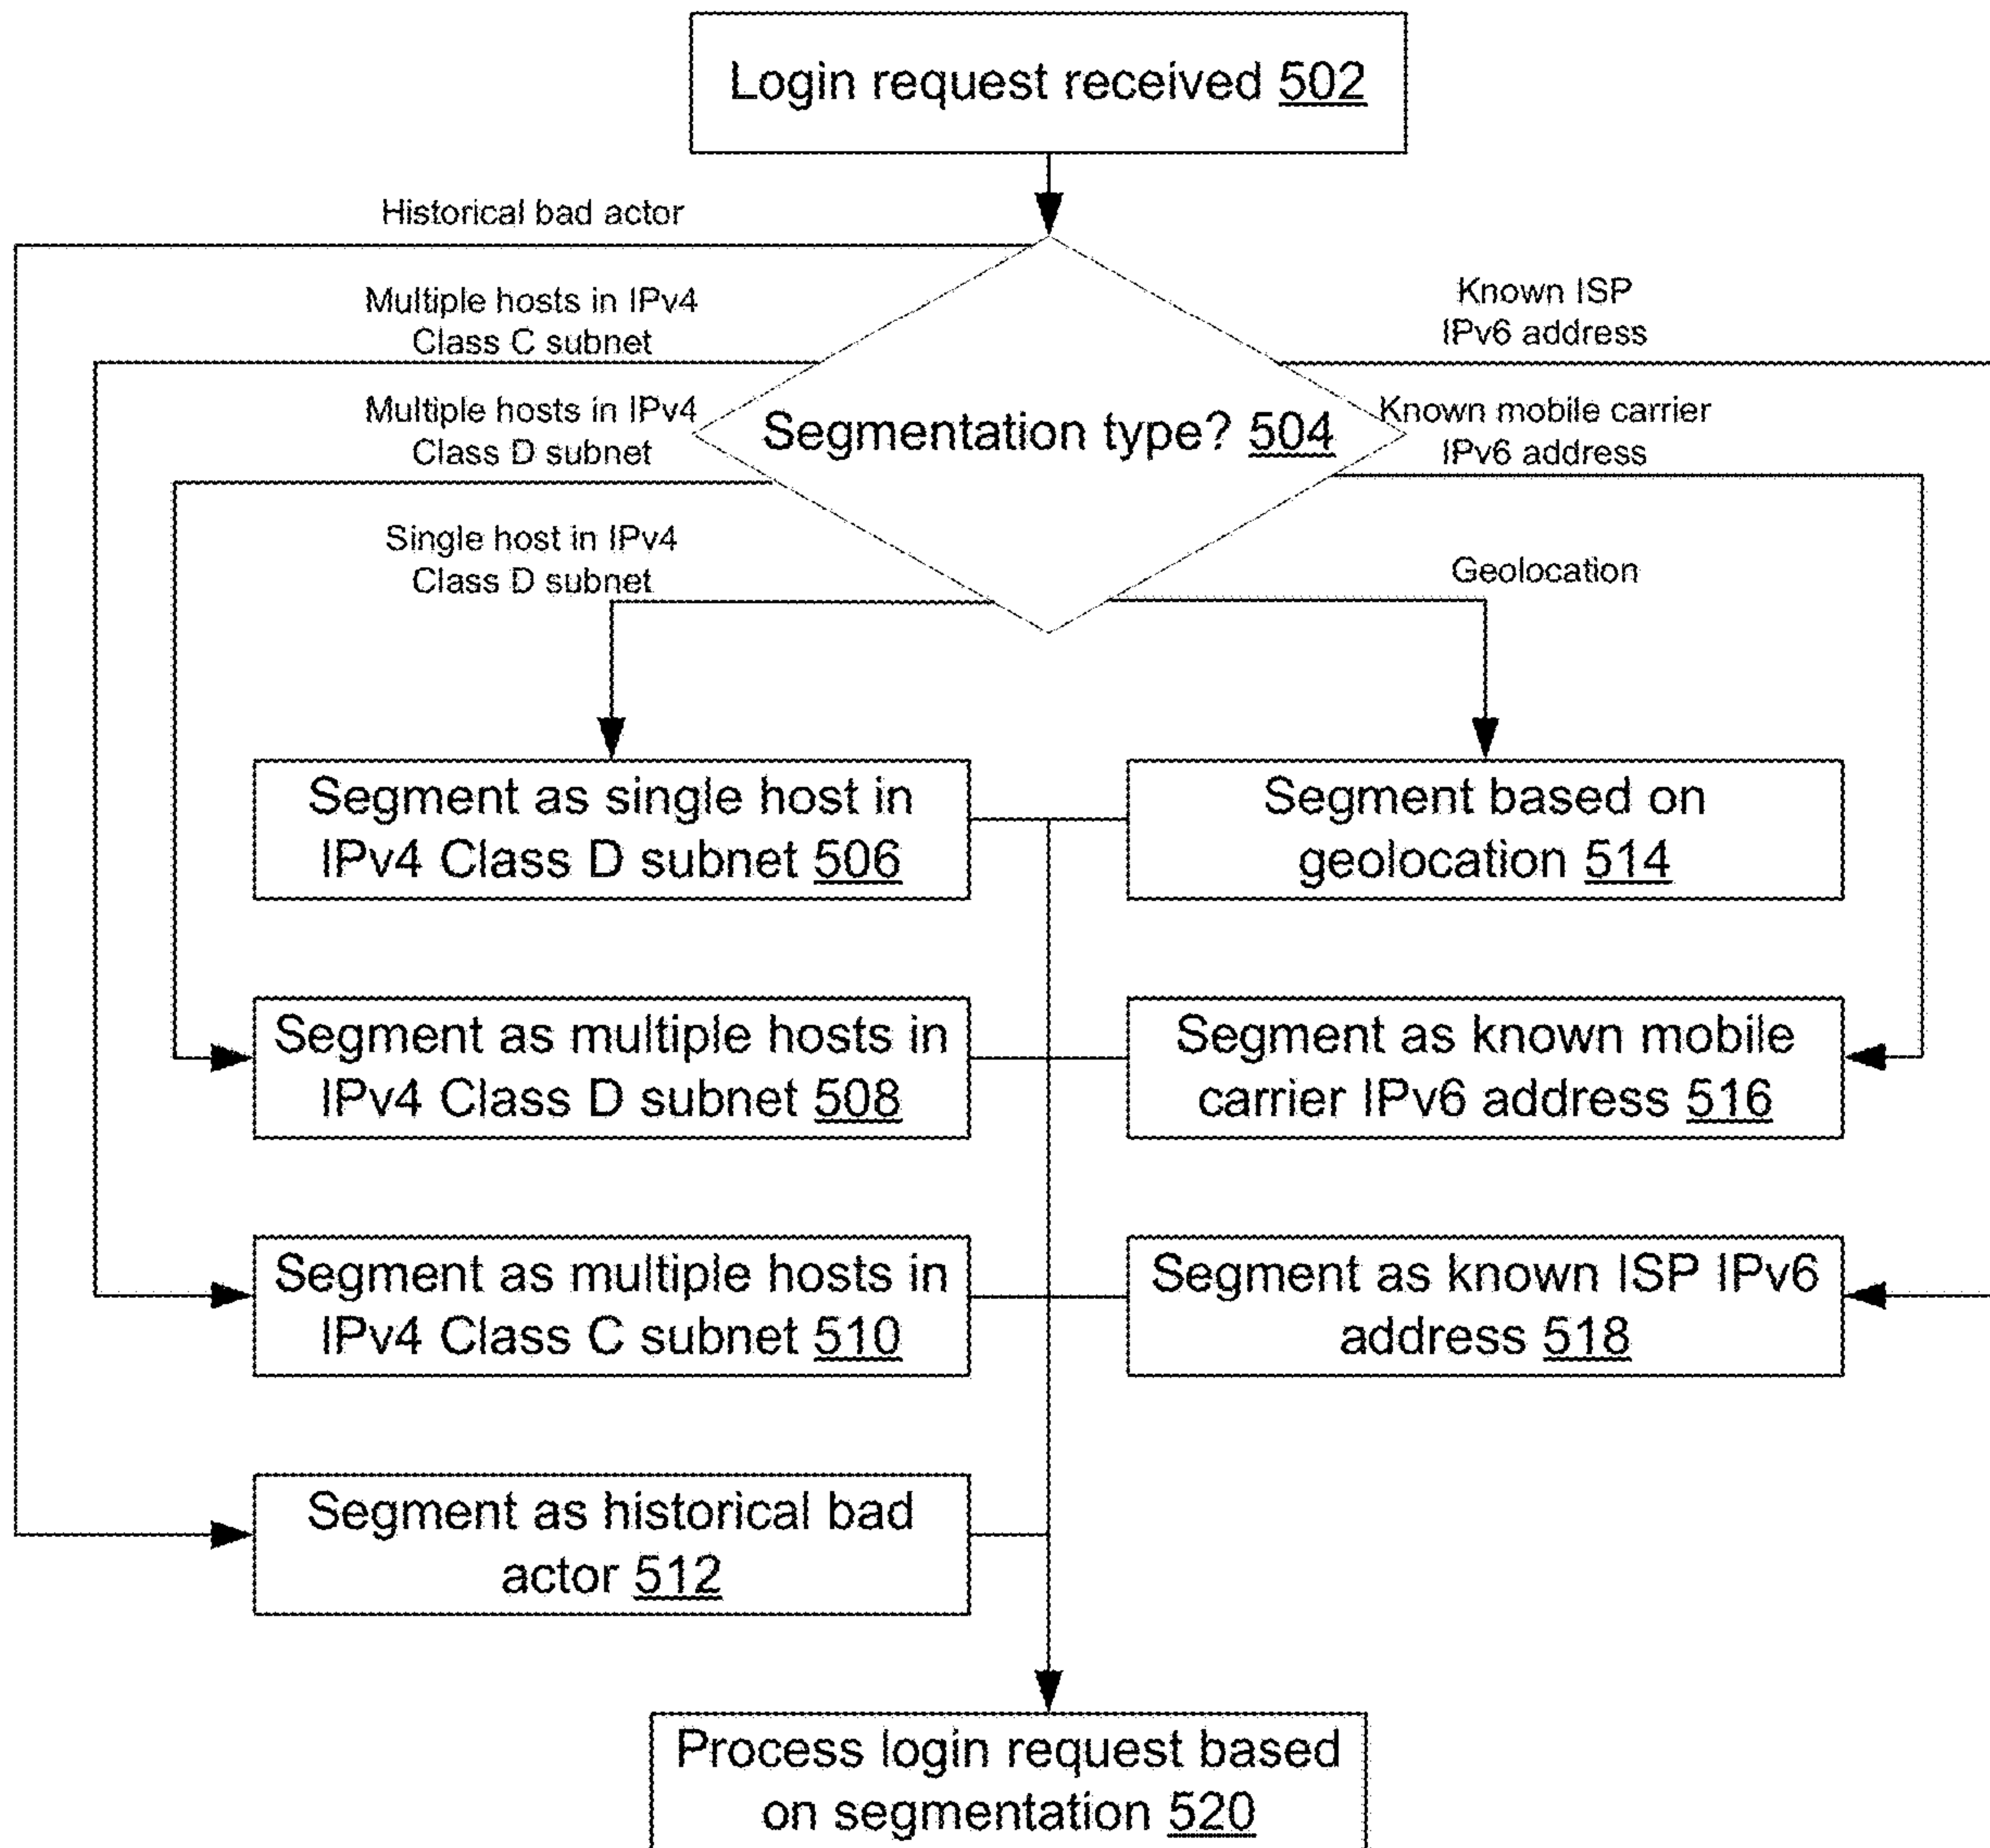 Login request received 502
Historical bad actor
Multiple hosts in IPv4
Class C subnet
Known ISP
IPv6 address
Multiple hosts in IPv4
Class D subnet
Segmentation type? 504
Known mobile carrier
IPv6 address
Single host in IPv4
Class D subnet
Geolocation
Segment as single host in
IPv4 Class D subnet 506
Segment based on
geolocation 514
Segment as multiple hosts in
IPv4 Class D subnet 508
Segment as known mobile
carrier IPv6 address 516
Segment as multiple hosts in
IPv4 Class C subnet 510
Segment as known ISP IPv6
address 518
Segment as historical bad
actor 512
Process login request based
on segmentation 520